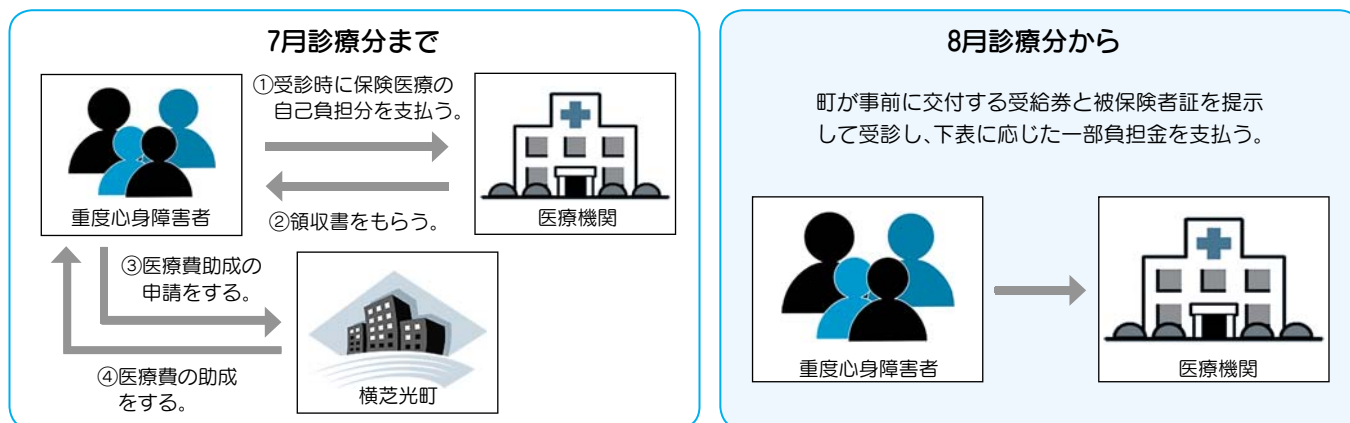 7月診療分まで
①受診時に保険医療の
自己負担分を支払う。
重度心身障害者
医療機関
②領収書をもらう。
③医療費助成の
申請をする。
④医療費の助成
をする。
横芝光町
8月診療分から
町が事前に交付する受給券と被保険者証を提示
して受診し、下表に応じた一部負担金を支払う。
重度心身障害者
医療機関